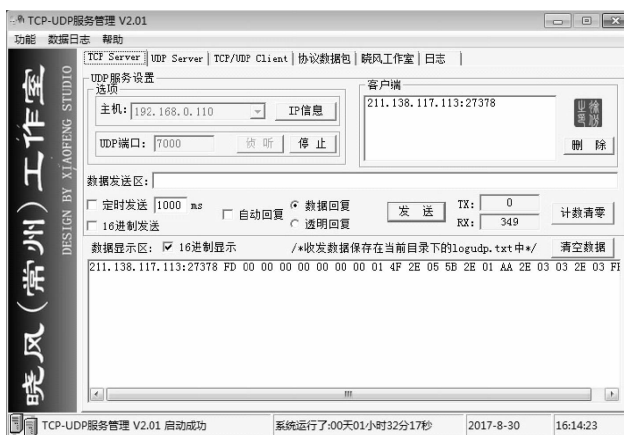 TCP-UDP服务管理 V2.01
功能 数据日志 帮助
TCP Server UDP Server TCP/UDP Client 协议数据包 晓风工作室 日志
晓风(常州)工作室
DESIGN BY XIAOFENG STUDIO
UDP服务设置
选项
主机: 192.168.0.110 IP信息
UDP端口: 7000 侦听 停止
客户端
211.138.117.113:27378
删 除
数据发送区:
定时发送 1000 ms 自动回复 数据回复 发 送 TX: 0 计数清零
16进制发送 透明回复 RX: 349
数据显示区: 16进制显示 /*收发数据保存在当前目录下的logudp.txt中*/ 清空数据
211.138.117.113:27378 FD 00 00 00 00 00 00 00 01 4F 2E 05 5B 2E 01 AA 2E 03 03 2E 03
TCP-UDP服务管理 V2.01 启动成功 系统运行了:00天01小时32分17秒 2017-8-30 16:14:23